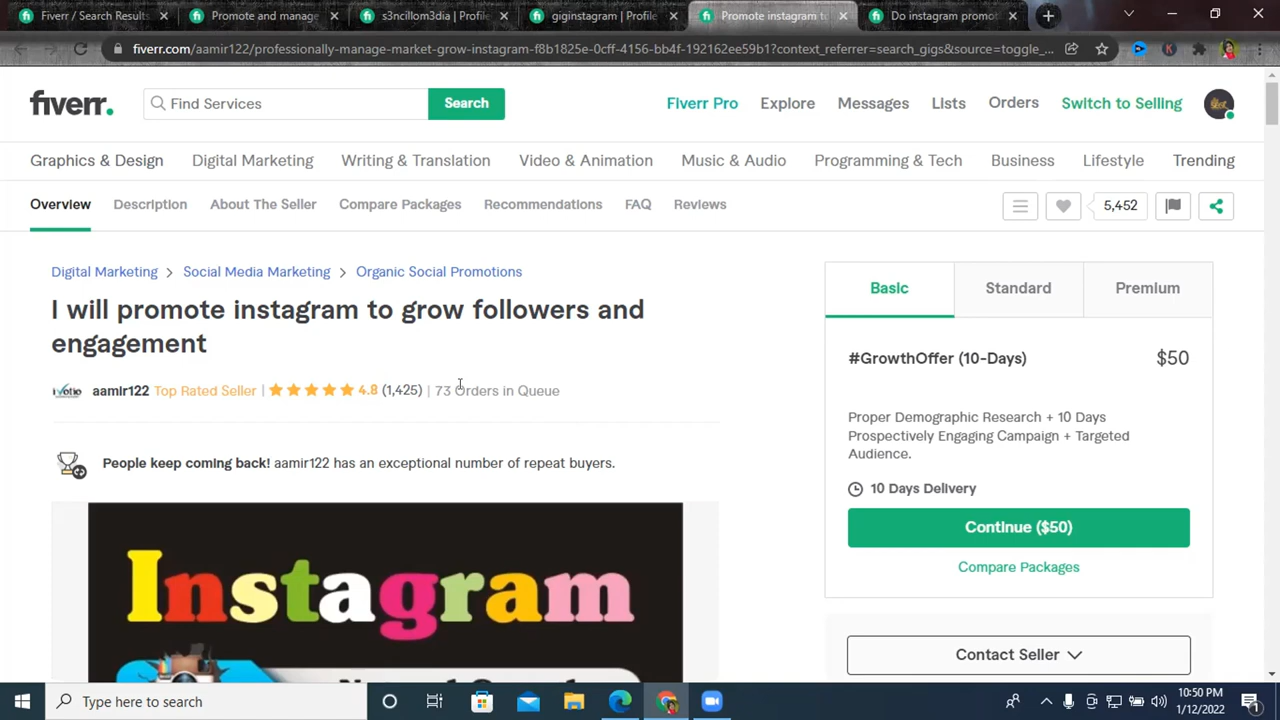 Fiverr / Search Results
Promote and manage
s3ncillom3dia | Profile
giginstagram | Profile
Promote instagram to
Do instagram promot
fiverr.com/aamir122/professionally-manage-market-grow-instagram-f8b1825e-0cff-4156-bb4f-192162ee59b1?context_referrer=search_gigs&source=toggle_...
K
fiverr.
Find Services
Search
Fiverr Pro
Explore
Messages
Lists
Orders
Switch to Selling
Graphics & Design
Digital Marketing
Writing & Translation
Video & Animation
Music & Audio
Programming & Tech
Business
Lifestyle
Trending
Overview
Description
About The Seller
Compare Packages
Recommendations
FAQ
Reviews
5,452
Digital Marketing > Social Media Marketing > Organic Social Promotions
I will promote instagram to grow followers and
engagement
aamir122 Top Rated Seller | 4.8 (1,425) | 73 Orders in Queue
People keep coming back! aamir122 has an exceptional number of repeat buyers.
Instagram
Basic
Standard
Premium
#GrowthOffer (10-Days)
$50
Proper Demographic Research + 10 Days
Prospectively Engaging Campaign + Targeted
Audience.
10 Days Delivery
Continue ($50)
Compare Packages
Contact Seller
Type here to search
10:50 PM
1/12/2022
1